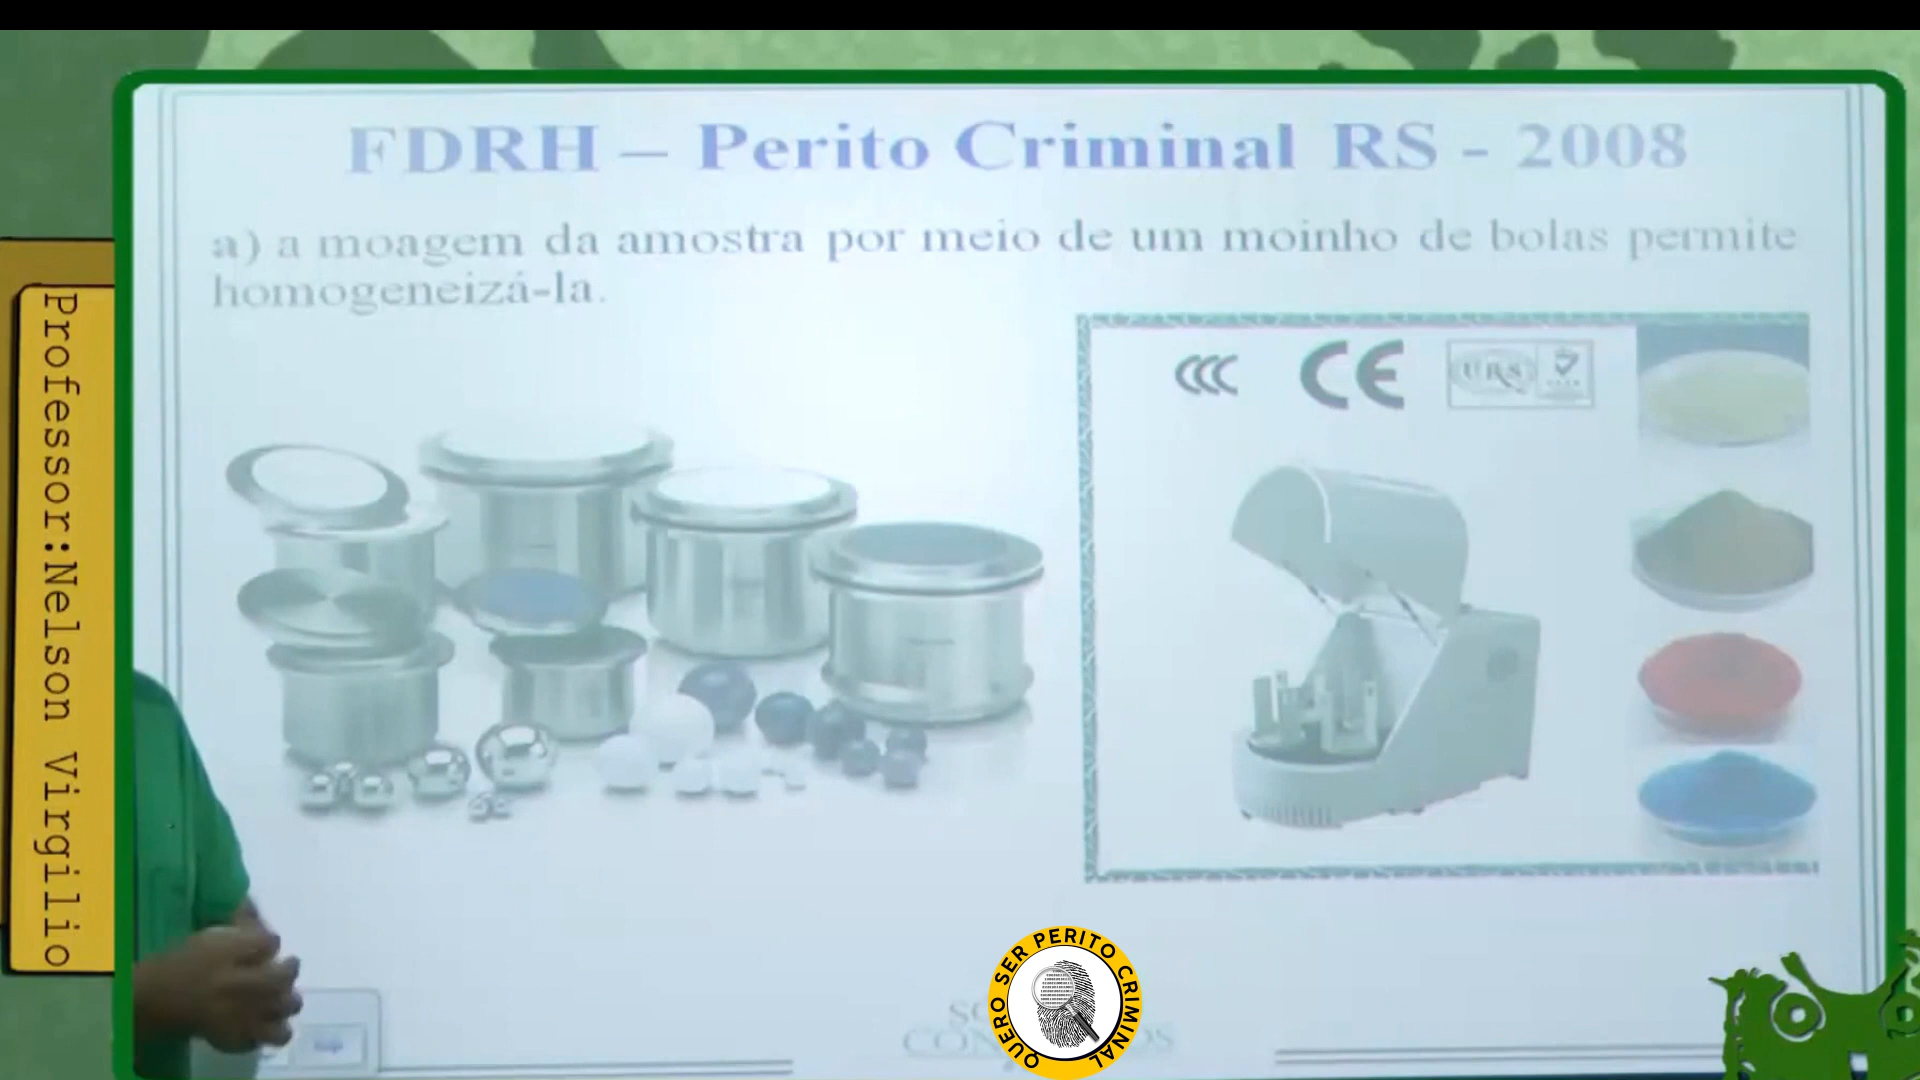 FDRH – Perito Criminal RS - 2008
a) a moagem da amostra por meio de um moinho de bolas permite
homogeneizá-la.
CE
URS
Professor:Nelson Virgilio
QUERO SER PERITO CRIMINAL